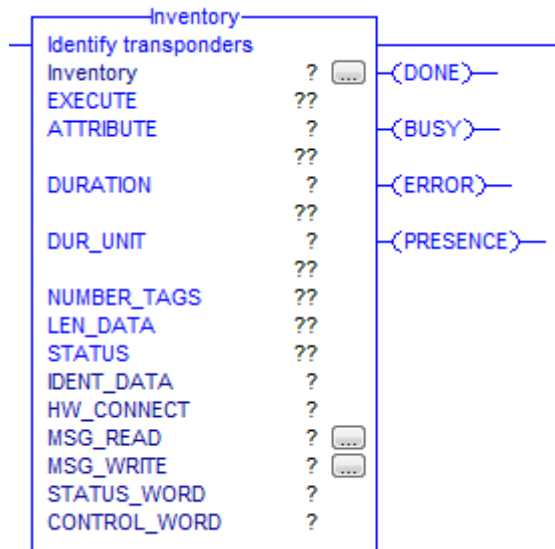 Inventory
Identify transponders
Inventory ? ... (DONE)
EXECUTE ??
ATTRIBUTE ? (BUSY)
??
DURATION ? (ERROR)
??
DUR_UNIT ? (PRESENCE)
??
NUMBER_TAGS ??
LEN_DATA ??
STATUS ??
IDENT_DATA ?
HW_CONNECT ?
MSG_READ ? ...
MSG_WRITE ? ...
STATUS_WORD ?
CONTROL_WORD ?